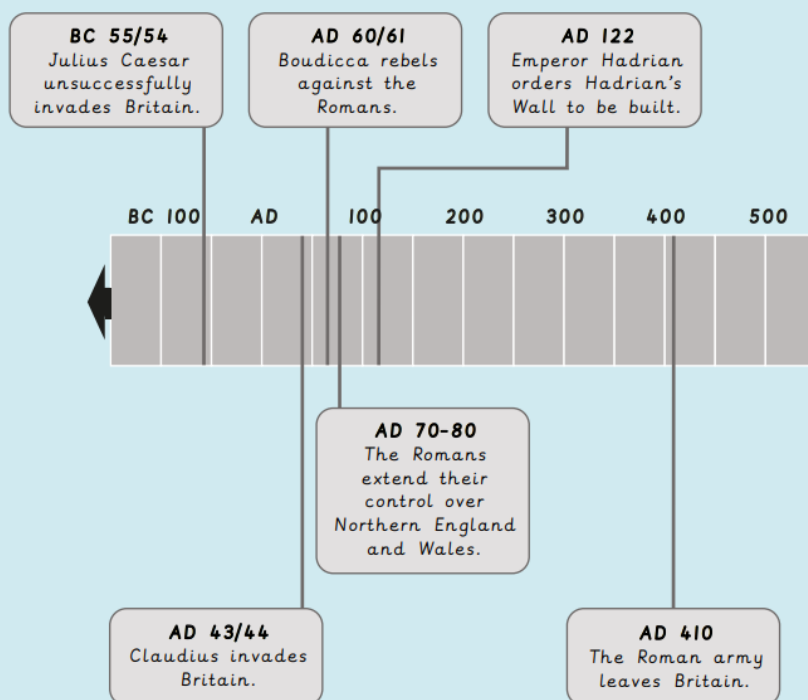 BC 55/54
Julius Caesar
unsuccessfully
invades Britain.
AD 60/61
Boudicca rebels
against the
Romans.
AD 122
Emperor Hadrian
orders Hadrian's
Wall to be built.
BC 100 AD 100 200 300 400 500
AD 70-80
The Romans
extend their
control over
Northern England
and Wales.
AD 43/44
Claudius invades
Britain.
AD 410
The Roman army
leaves Britain.